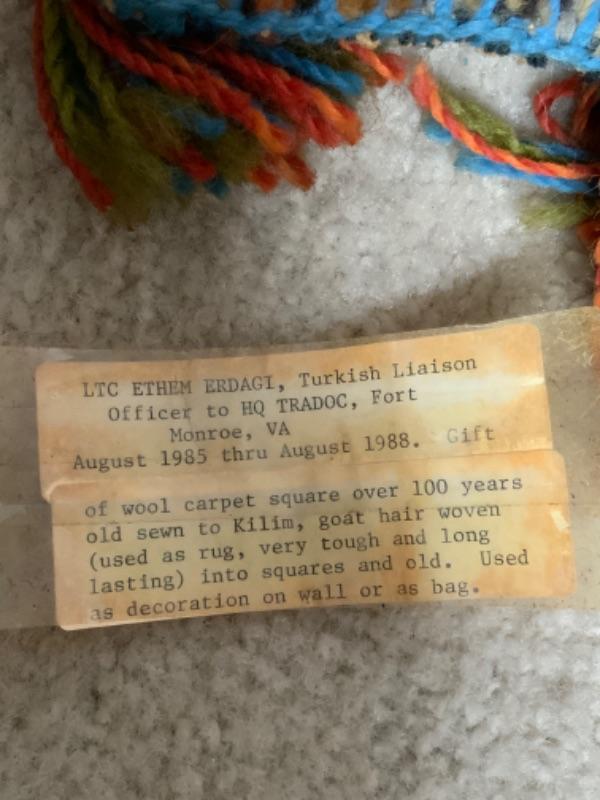 LTC ETHEM ERDAGI, Turkish Liaison
Officer to HQ TRADOC, Fort
Monroe, VA
August 1985 thru August 1988. Gift
of wool carpet square over 100 years
old sewn to Kilim, goat hair woven
(used as rug, very tough and long
lasting) into squares and old. Used
as decoration on wall or as bag.